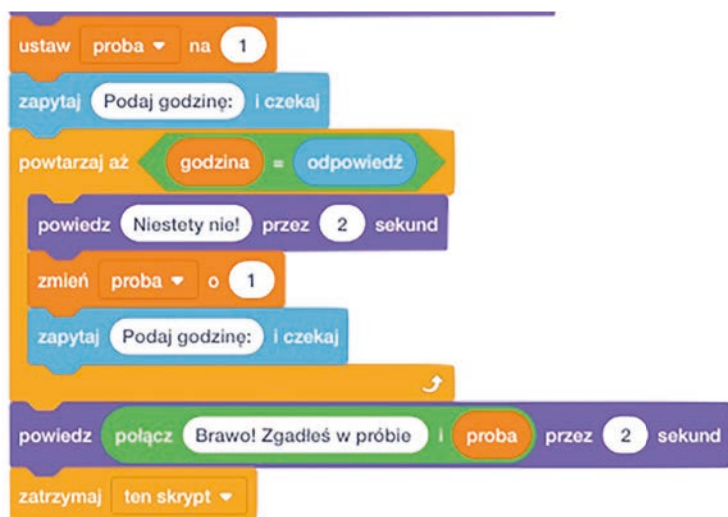 ustaw proba na 1
zapytaj Podaj godzinę: i czekaj
powtarzaj aż godzina = odpowiedź
powiedz Niestety nie! przez 2 sekund
zmień proba o 1
zapytaj Podaj godzinę: i czekaj
powiedz połącz Brawo! Zgadłeś w próbie i proba przez 2 sekund
zatrzymaj ten skrypt